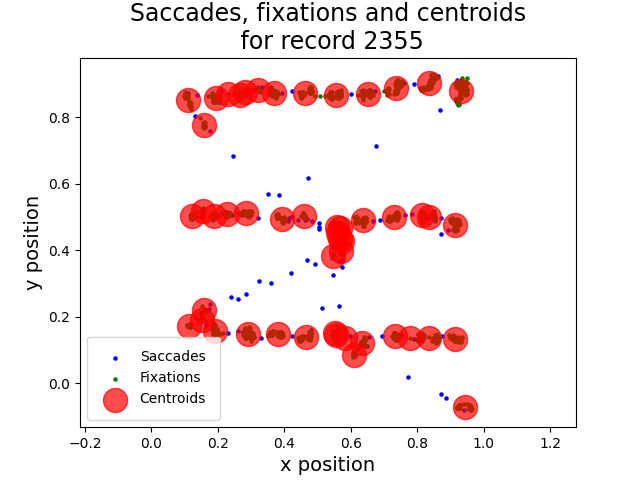 Saccades, fixations and centroids
for record 2355
y position
0.8
0.6
0.4
0.2
0.0
Saccades
Fixations
Centroids
−0.2 0.0 0.2 0.4 0.6 0.8 1.0 1.2
x position